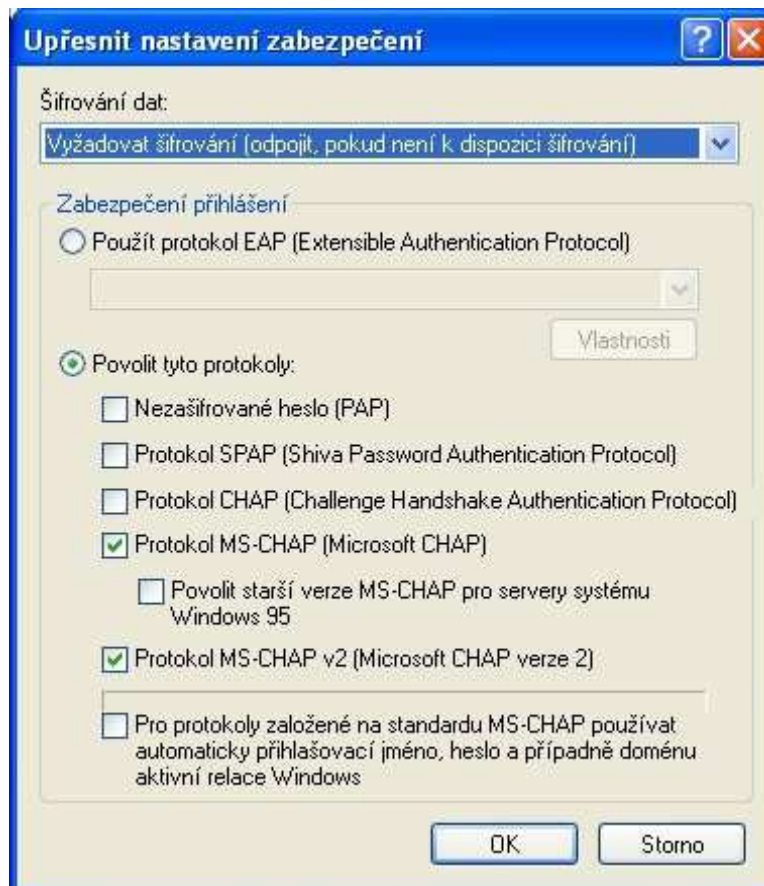 Upřesnit nastavení zabezpečení
Šifrování dat:
Vyžadovat šifrování (odpojit, pokud není k dispozici šifrování)
Zabezpečení přihlášení
Použít protokol EAP (Extensible Authentication Protocol)
Vlastnosti
Povolit tyto protokoly:
Nezašifrované heslo (PAP)
Protokol SPAP (Shiva Password Authentication Protocol)
Protokol CHAP (Challenge Handshake Authentication Protocol)
Protokol MS-CHAP (Microsoft CHAP)
Povolit starší verze MS-CHAP pro servery systému
Windows 95
Protokol MS-CHAP v2 (Microsoft CHAP verze 2)
Pro protokoly založené na standardu MS-CHAP používat
automaticky přihlašovací jméno, heslo a případně doménu
aktivní relace Windows
OK
Storno